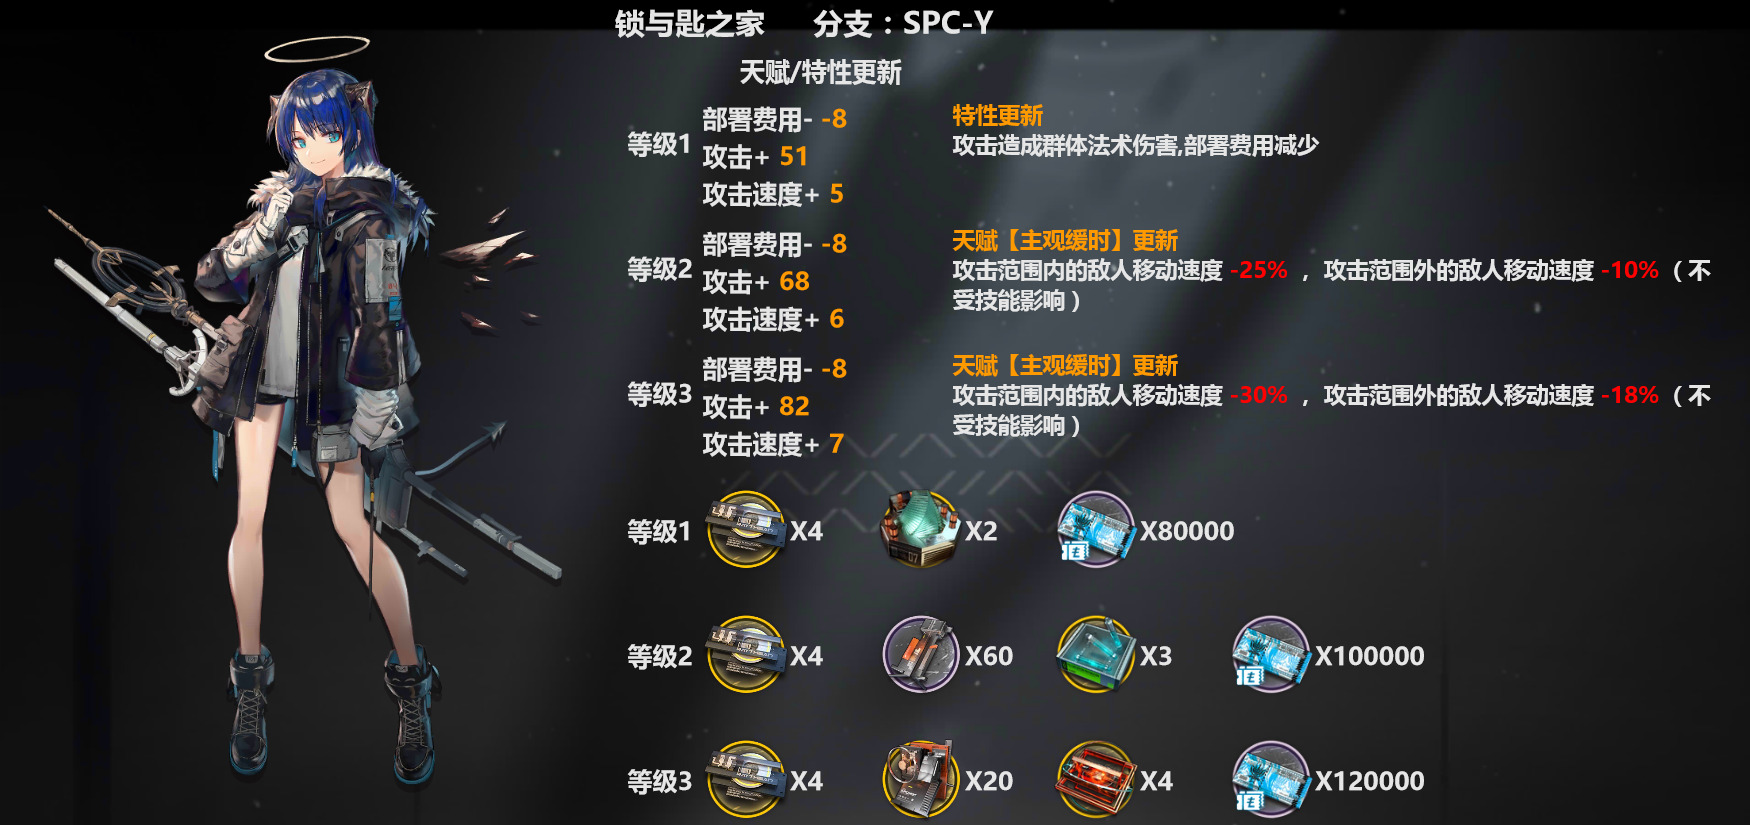 锁与匙之家 分支：SPC-Y
天赋/特性更新
等级1
部署费用- -8
攻击+ 51
攻击速度+ 5
特性更新
攻击造成群体法术伤害,部署费用减少
等级2
部署费用- -8
攻击+ 68
攻击速度+ 6
天赋【主观缓时】更新
攻击范围内的敌人移动速度 -25% ，攻击范围外的敌人移动速度 -10%（不
受技能影响）
等级3
部署费用- -8
攻击+ 82
攻击速度+ 7
天赋【主观缓时】更新
攻击范围内的敌人移动速度 -30% ，攻击范围外的敌人移动速度 -18%（不
受技能影响）
等级1 X4 X2 X80000
等级2 X4 X60 X3 X100000
等级3 X4 X20 X4 X120000